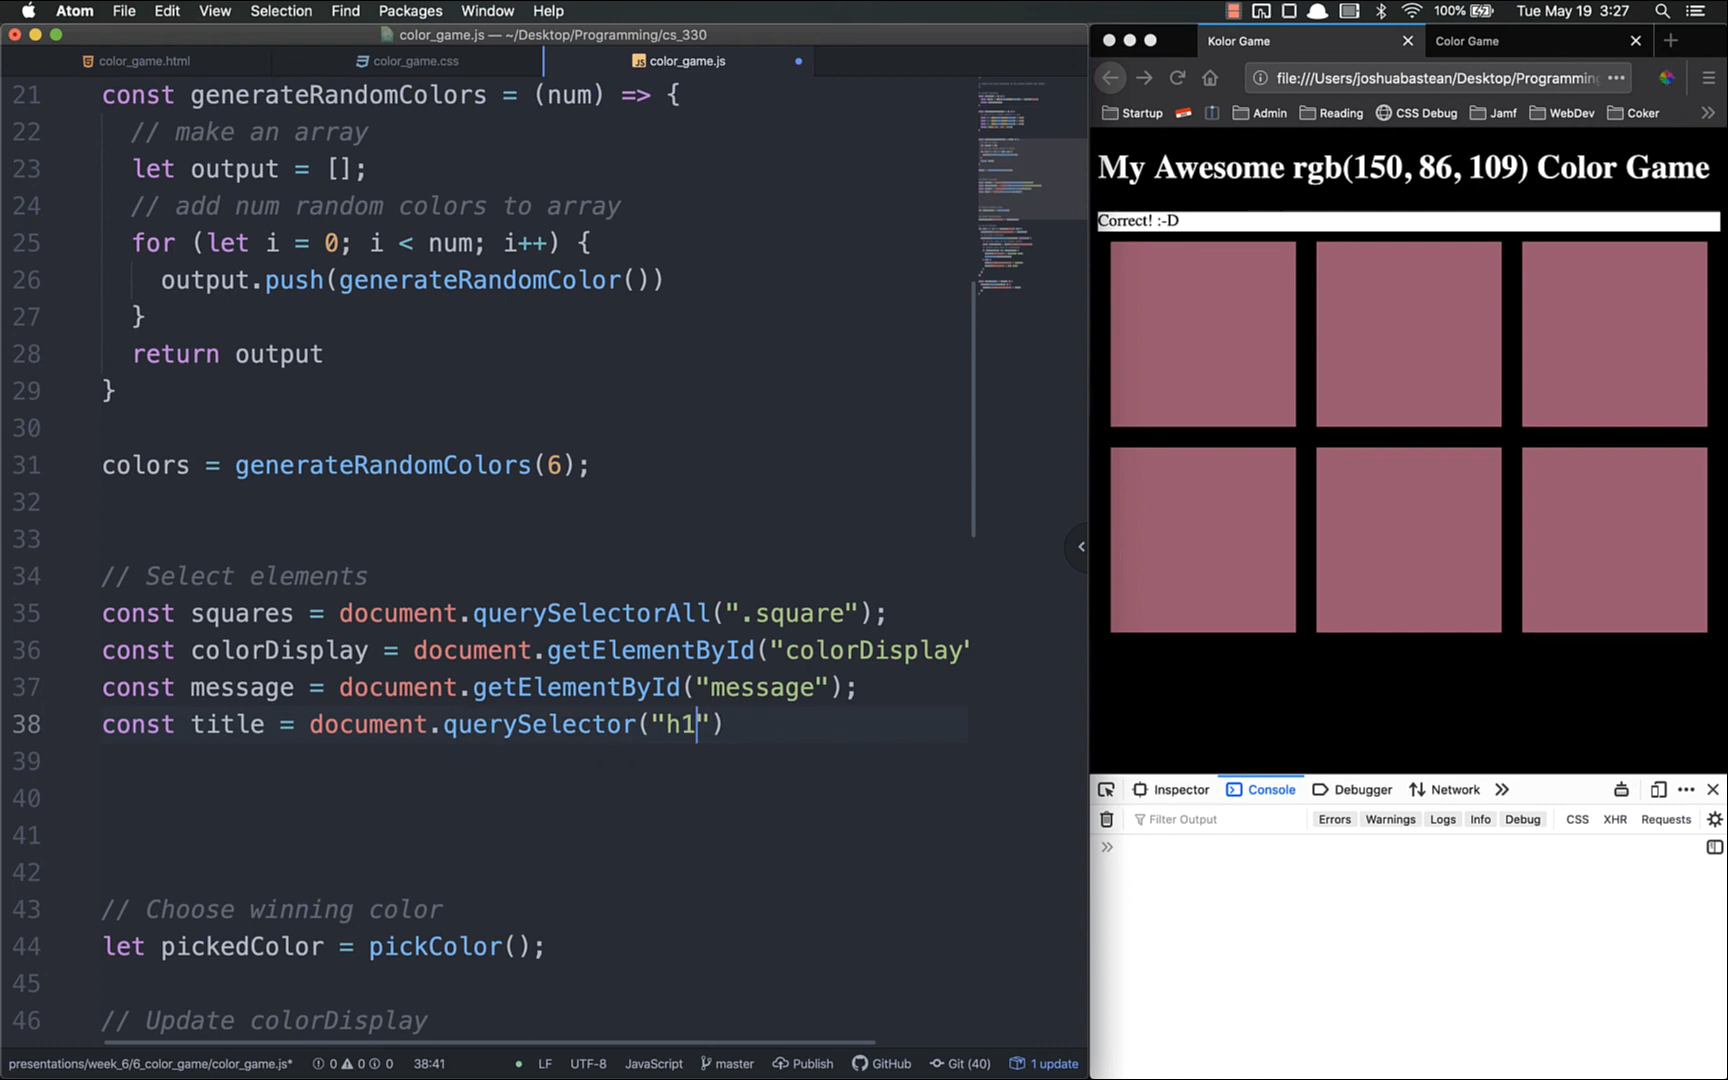 Atom File Edit View Selection Find Packages Window Help 100% Tue May 19 3:27
color_game.js — ~/Desktop/Programming/cs_330
color_game.html color_game.css color_game.js
21 const generateRandomColors = (num) => {
22 // make an array
23 let output = [];
24 // add num random colors to array
25 for (let i = 0; i < num; i++) {
26 output.push(generateRandomColor())
27 }
28 return output
29 }
30
31 colors = generateRandomColors(6);
32
33
34 // Select elements
35 const squares = document.querySelectorAll(".square");
36 const colorDisplay = document.getElementById("colorDisplay"
37 const message = document.getElementById("message");
38 const title = document.querySelector("h1")
39
40
41
42
43 // Choose winning color
44 let pickedColor = pickColor();
45
46 // Update colorDisplay
presentations/week_6/6_color_game/color_game.js* 0 0 0 38:41 LF UTF-8 JavaScript master Publish GitHub Git (40) 1 update
Kolor Game Color Game
file:///Users/joshuabastean/Desktop/Programming
Startup Admin Reading CSS Debug Jamf WebDev Coker
My Awesome rgb(150, 86, 109) Color Game
Correct! :-D
Inspector Console Debugger Network
Filter Output Errors Warnings Logs Info Debug CSS XHR Requests